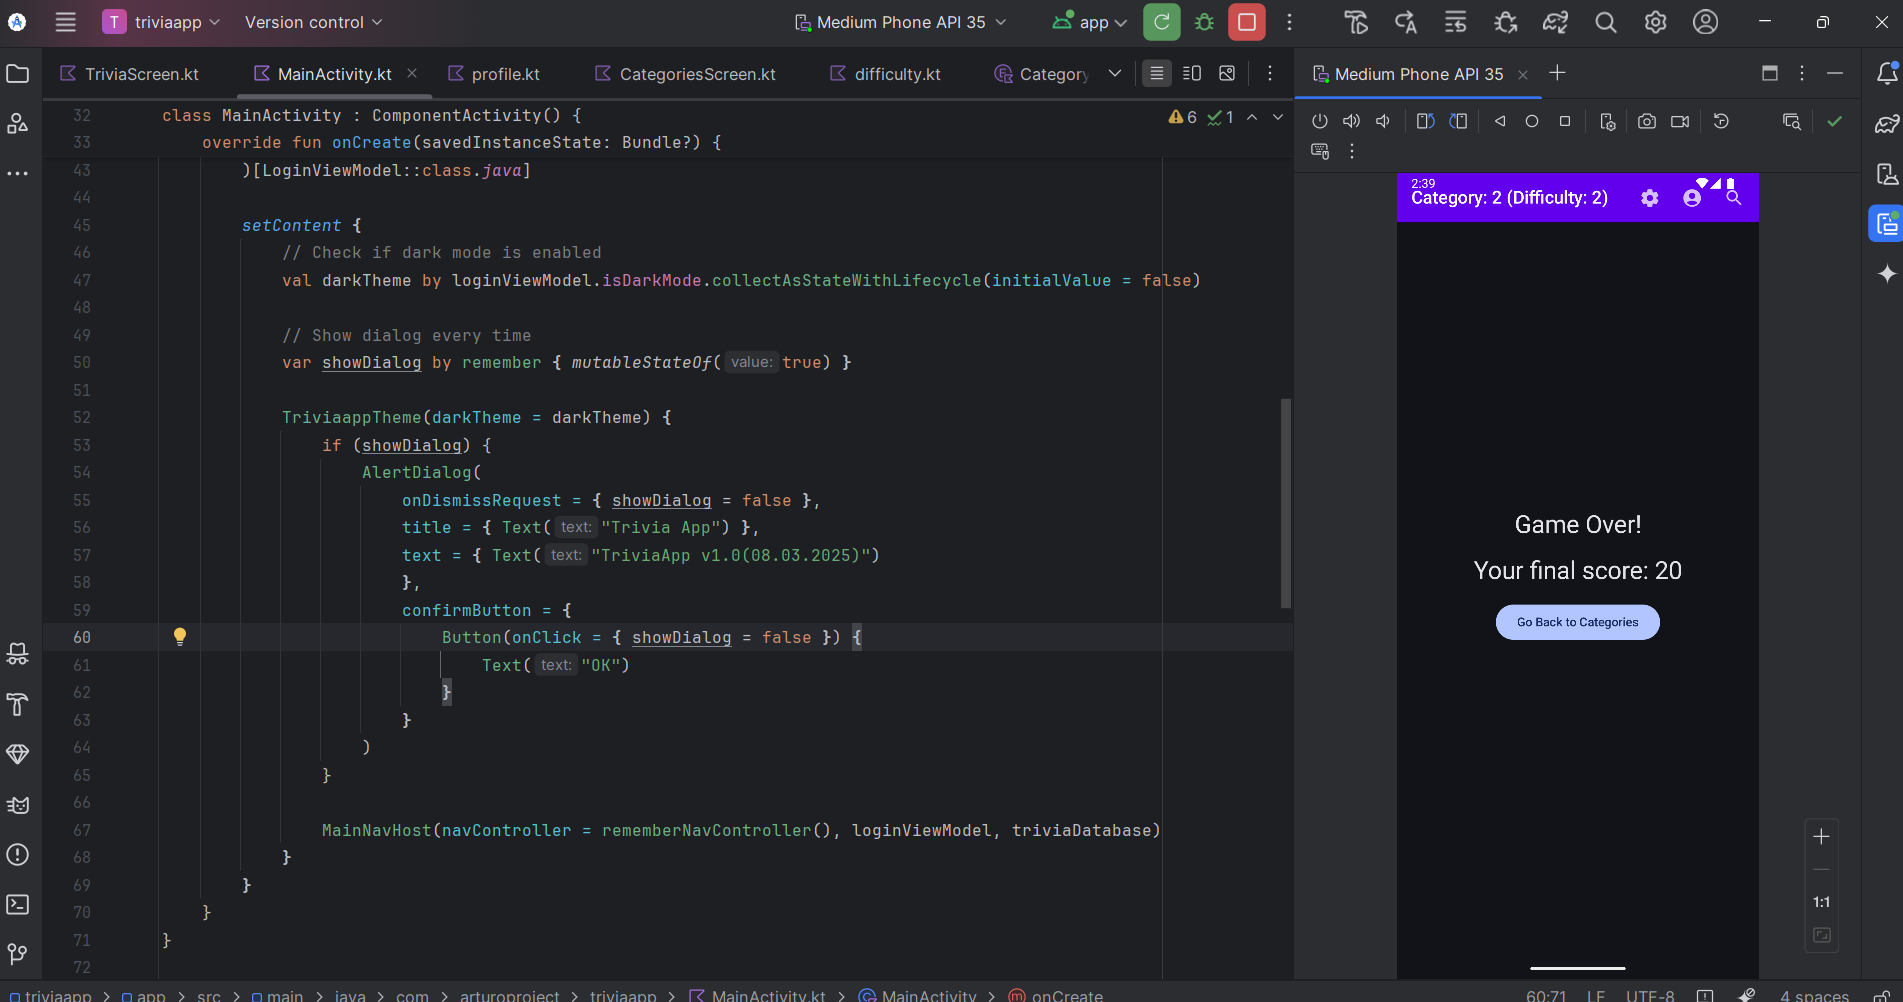 T triviaapp Version control Medium Phone API 35 app
TriviaScreen.kt MainActivity.kt profile.kt CategoriesScreen.kt difficulty.kt Category
Medium Phone API 35
32 class MainActivity : ComponentActivity() {
6 1
33 override fun onCreate(savedInstanceState: Bundle?) {
43 )[LoginViewModel::class.java]
44
45 setContent {
46 // Check if dark mode is enabled
47 val darkTheme by loginViewModel.isDarkMode.collectAsStateWithLifecycle(initialValue = false)
48
49 // Show dialog every time
50 var showDialog by remember { mutableStateOf( value: true) }
51
52 TriviaappTheme(darkTheme = darkTheme) {
53 if (showDialog) {
54 AlertDialog(
55 onDismissRequest = { showDialog = false },
56 title = { Text( text: "Trivia App") },
57 text = { Text( text: "TriviaApp v1.0(08.03.2025)")
58 },
59 confirmButton = {
60 Button(onClick = { showDialog = false }) {
61 Text( text: "OK")
62 }
63 }
64 )
65 }
66
67 MainNavHost(navController = rememberNavController(), loginViewModel, triviaDatabase)
68 }
69 }
70 }
71 }
72
2:39
Category: 2 (Difficulty: 2)
Game Over!
Your final score: 20
Go Back to Categories
1:1
triviaapp > app > src > main > java > com > arturoproject > triviaapp > MainActivity.kt > MainActivity > onCreate
60:71 LF UTF-8 4 spaces